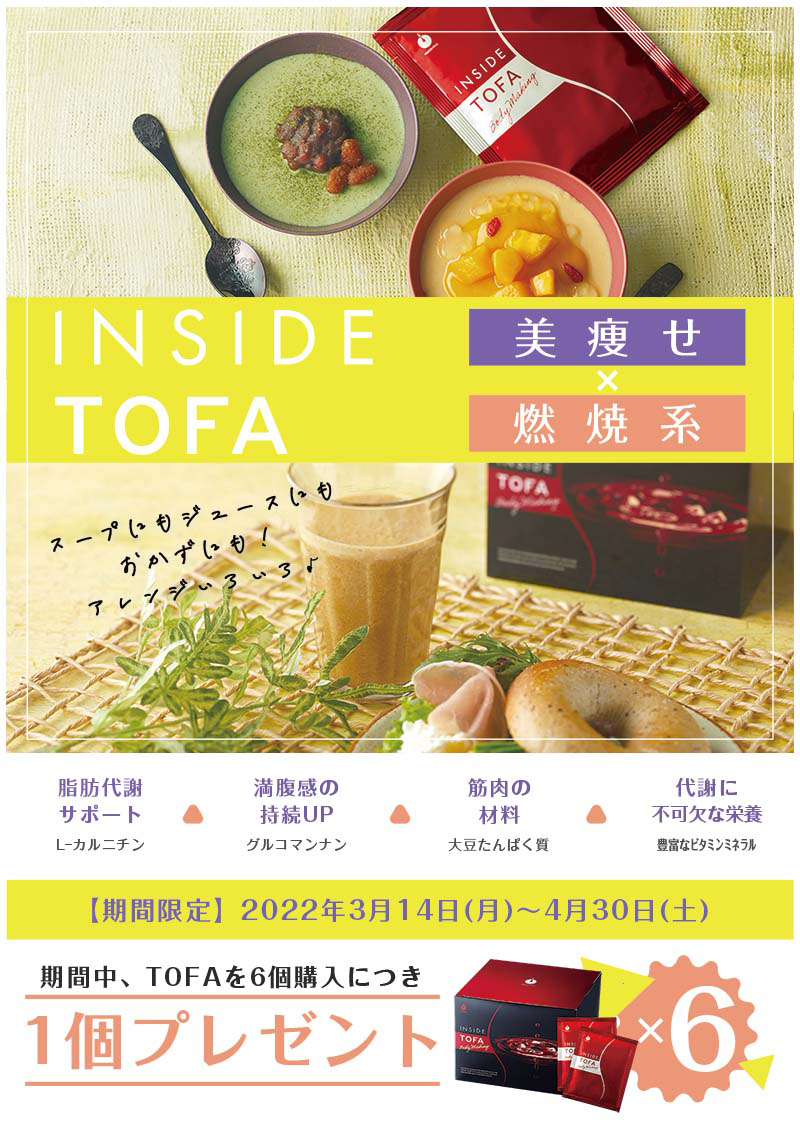 INSIDE
TOFA
Body Making
INSIDE
TOFA
美痩せ
×
燃焼系
INSIDE
TOFA
Body Making
スープにもジュースにも
おかずにも!
アレンジいろいろ♪
脂肪代謝
サポート
L-カルニチン
満腹感の
持続UP
グルコマンナン
筋肉の
材料
大豆たんぱく質
代謝に
不可欠な栄養
豊富なビタミンミネラル
【期間限定】2022年3月14日(月)〜4月30日(土)
期間中、TOFAを6個購入につき
1個プレゼント
INSIDE
TOFA
Body Making
INSIDE
TOFA
×6